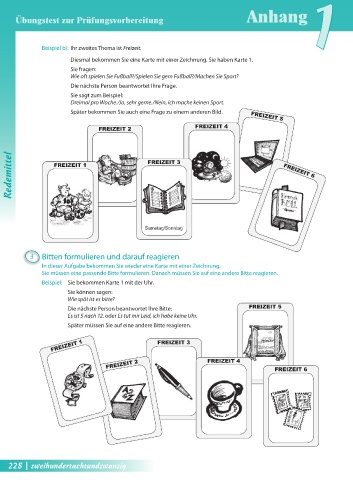 Übungstest zur Prüfungsvorbereitung
Anhang
1
Redemittel
Beispiel b: Ihr zweites Thema ist Freizeit.
Diesmal bekommen Sie eine Karte mit einer Zeichnung. Sie haben Karte 1.
Sie fragen:
Wie oft spielen Sie Fußball?/Spielen Sie gern Fußball?/Machen Sie Sport?
Die nächste Person beantwortet Ihre Frage.
Sie sagt zum Beispiel:
Dreimal pro Woche./Ja, sehr gerne./Nein, ich mache keinen Sport.
Später bekommen Sie auch eine Frage zu einem anderen Bild.
FREIZEIT 1
FREIZEIT 2
FREIZEIT 3
Samstag/Sonntag
FREIZEIT 4
FREIZEIT 5
FREIZEIT 6
3 Bitten formulieren und darauf reagieren
In dieser Aufgabe bekommen Sie wieder eine Karte mit einer Zeichnung.
Sie müssen eine passende Bitte formulieren. Danach müssen Sie auf eine andere Bitte reagieren.
Beispiel: Sie bekommen Karte 1 mit der Uhr.
Sie können sagen:
Wie spät ist es bitte?
Die nächste Person beantwortet Ihre Bitte:
Es ist 5 nach 12. oder Es tut mir Leid, ich habe keine Uhr.
Später müssen Sie auf eine andere Bitte reagieren.
FREIZEIT 1
FREIZEIT 2
A-Z
FREIZEIT 3
FREIZEIT 4
FREIZEIT 5
FREIZEIT 6
228 | zweihundertachtundzwanzig